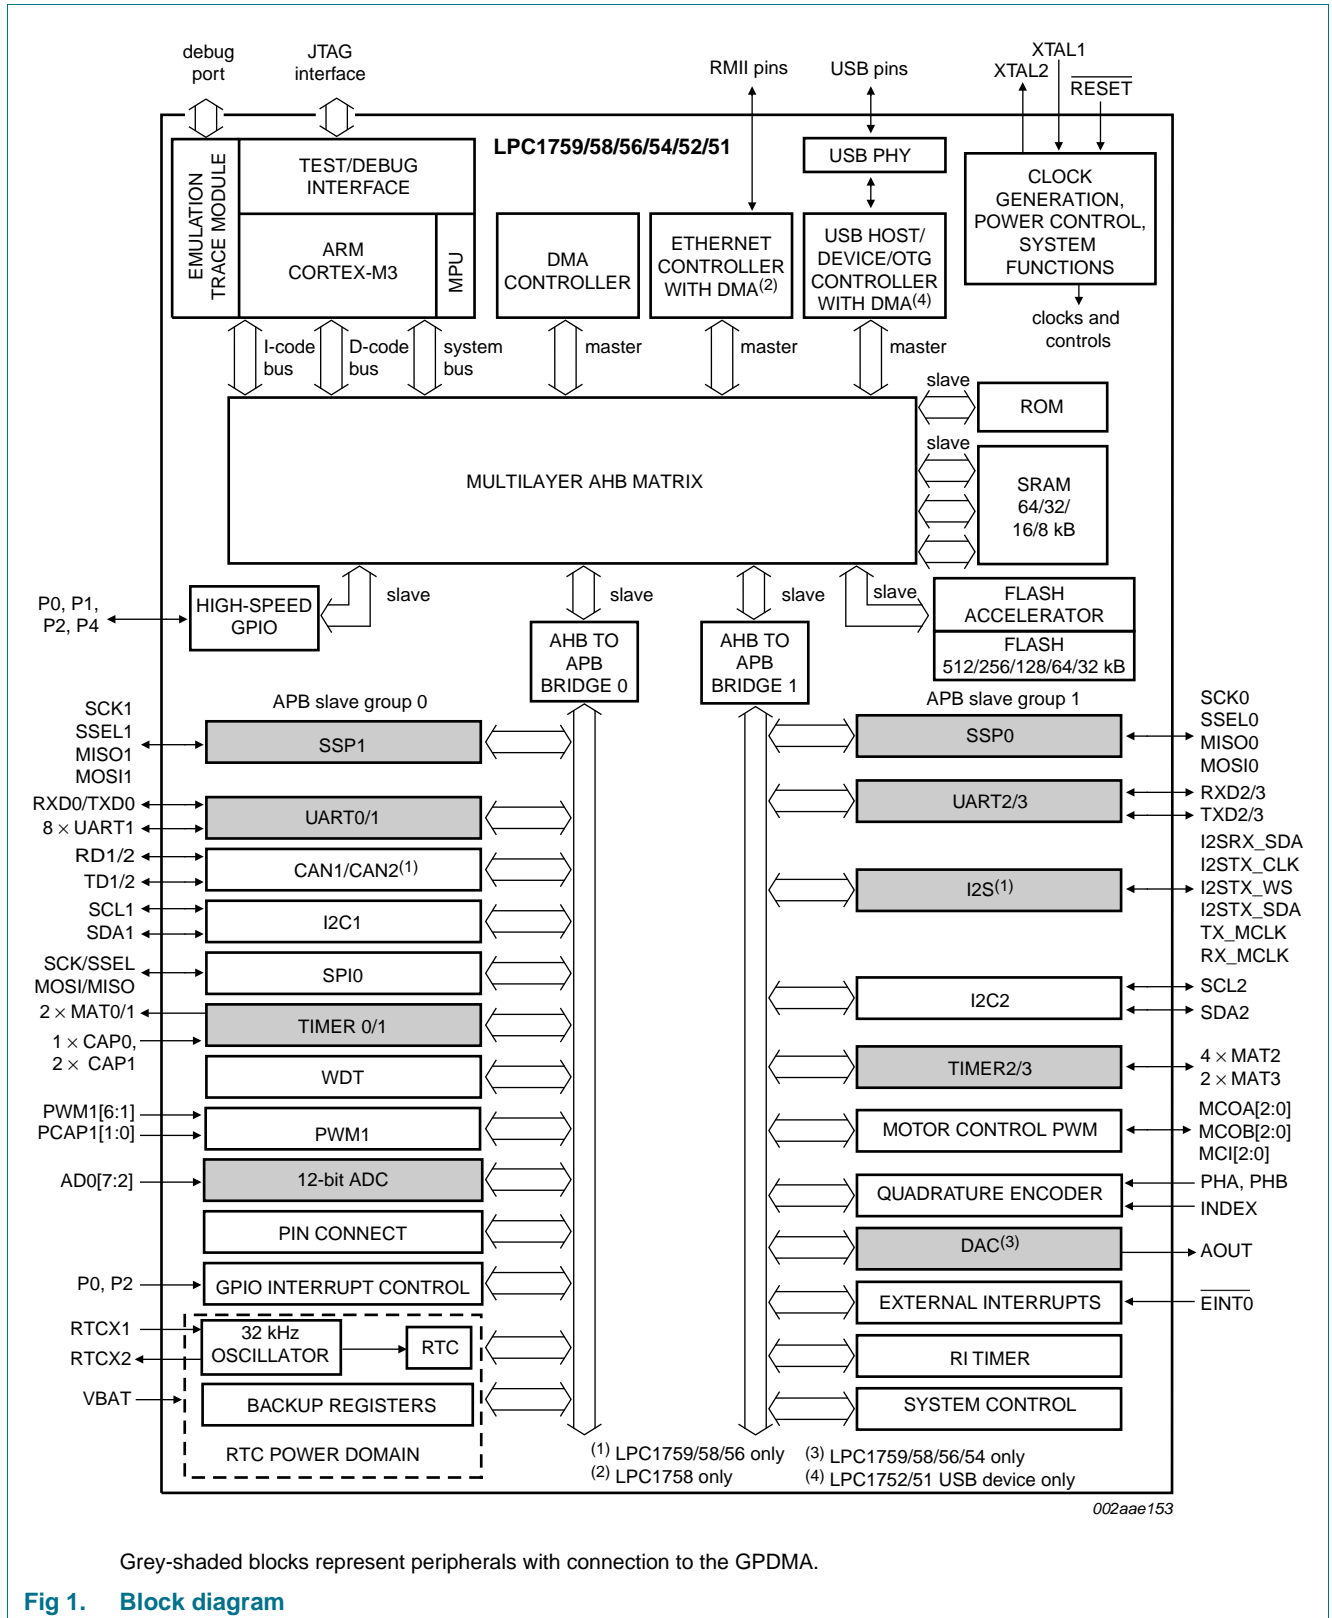 debug
port
JTAG
interface
RMII pins
USB pins
XTAL1
XTAL2
RESET
LPC1759/58/56/54/52/51
EMULATION
TRACE MODULE
TEST/DEBUG
INTERFACE
ARM
CORTEX-M3
MPU
DMA
CONTROLLER
ETHERNET
CONTROLLER
WITH DMA(2)
USB PHY
USB HOST/
DEVICE/OTG
CONTROLLER
WITH DMA(4)
CLOCK
GENERATION,
POWER CONTROL,
SYSTEM
FUNCTIONS
clocks and
controls
I-code
bus
D-code
bus
system
bus
master
master
master
slave
ROM
slave
SRAM
64/32/
16/8 kB
MULTILAYER AHB MATRIX
P0, P1,
P2, P4
HIGH-SPEED
GPIO
slave
slave
slave
slave
FLASH
ACCELERATOR
FLASH
512/256/128/64/32 kB
AHB TO
APB
BRIDGE 0
AHB TO
APB
BRIDGE 1
APB slave group 0
APB slave group 1
SCK1
SSEL1
MISO1
MOSI1
SSP1
RXD0/TXD0
8 × UART1
UART0/1
RD1/2
TD1/2
CAN1/CAN2(1)
SCL1
SDA1
I2C1
SCK/SSEL
MOSI/MISO
SPI0
2 × MAT0/1
1 × CAP0,
2 × CAP1
TIMER 0/1
WDT
PWM1[6:1]
PCAP1[1:0]
PWM1
AD0[7:2]
12-bit ADC
PIN CONNECT
P0, P2
GPIO INTERRUPT CONTROL
RTCX1
RTCX2
32 kHz
OSCILLATOR
RTC
VBAT
BACKUP REGISTERS
RTC POWER DOMAIN
SSP0
SCK0
SSEL0
MISO0
MOSI0
UART2/3
RXD2/3
TXD2/3
I2S(1)
I2SRX_SDA
I2STX_CLK
I2STX_WS
I2STX_SDA
TX_MCLK
RX_MCLK
I2C2
SCL2
SDA2
TIMER2/3
4 × MAT2
2 × MAT3
MOTOR CONTROL PWM
MCOA[2:0]
MCOB[2:0]
MCI[2:0]
QUADRATURE ENCODER
PHA, PHB
INDEX
DAC(3)
AOUT
EXTERNAL INTERRUPTS
EINT0
RI TIMER
SYSTEM CONTROL
(1) LPC1759/58/56 only
(2) LPC1758 only
(3) LPC1759/58/56/54 only
(4) LPC1752/51 USB device only
002aae153
Grey-shaded blocks represent peripherals with connection to the GPDMA.
Fig 1. Block diagram